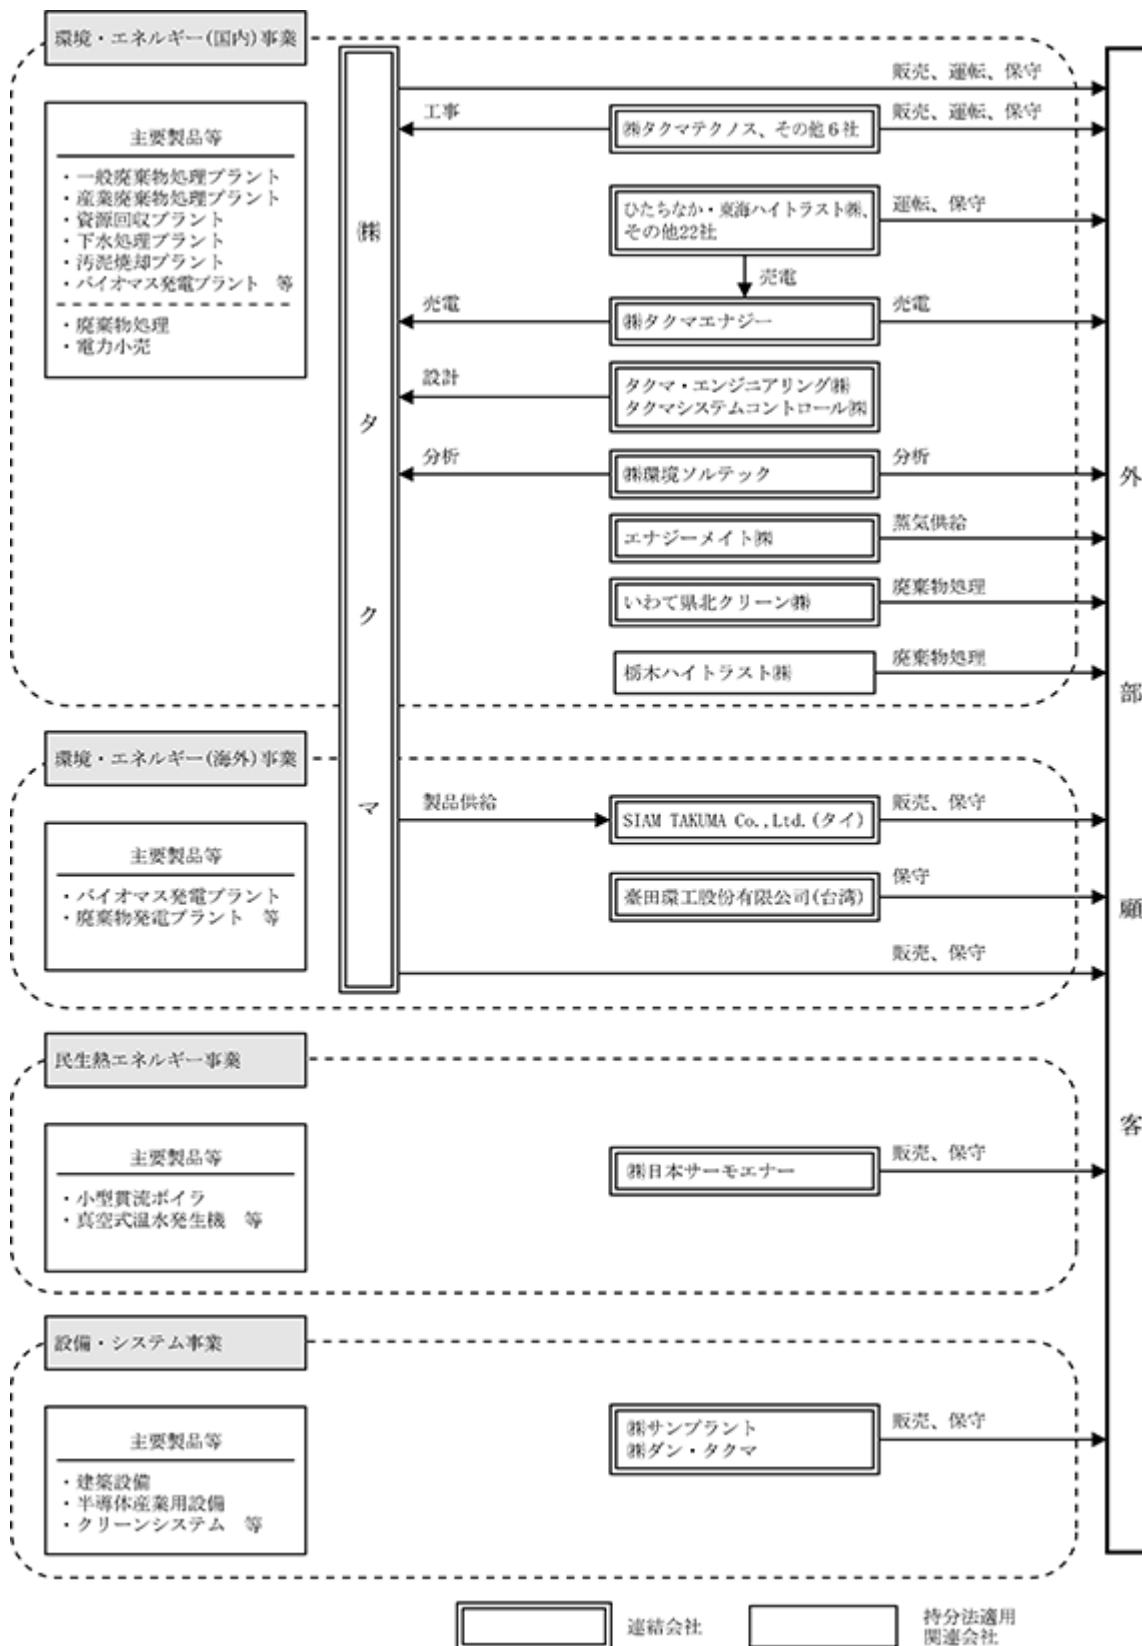 環境・エネルギー(国内)事業
主要製品等
・一般廃棄物処理プラント
・産業廃棄物処理プラント
・資源回収プラント
・下水処理プラント
・汚泥焼却プラント
・バイオマス発電プラント 等
・廃棄物処理
・電力小売
㈱タクマ
販売、運転、保守
工事
㈱タクマテクノス、その他6社
販売、運転、保守
ひたちなか・東海ハイトラスト㈱、
その他22社
運転、保守
売電
売電
㈱タクマエナジー
売電
設計
タクマ・エンジニアリング㈱
タクマシステムコントロール㈱
分析
㈱環境ソルテック
分析
エナジーメイト㈱
蒸気供給
いわて県北クリーン㈱
廃棄物処理
栃木ハイトラスト㈱
廃棄物処理
外部顧客
環境・エネルギー(海外)事業
主要製品等
・バイオマス発電プラント
・廃棄物発電プラント 等
製品供給
SIAM TAKUMA Co.,Ltd.(タイ)
販売、保守
臺田環工股份有限公司(台湾)
保守
販売、保守
民生熱エネルギー事業
主要製品等
・小型貫流ボイラ
・真空式温水発生機 等
㈱日本サーモエナー
販売、保守
設備・システム事業
主要製品等
・建築設備
・半導体産業用設備
・クリーンシステム 等
㈱サンプラント
㈱ダン・タクマ
販売、保守
連結会社
持分法適用
関連会社